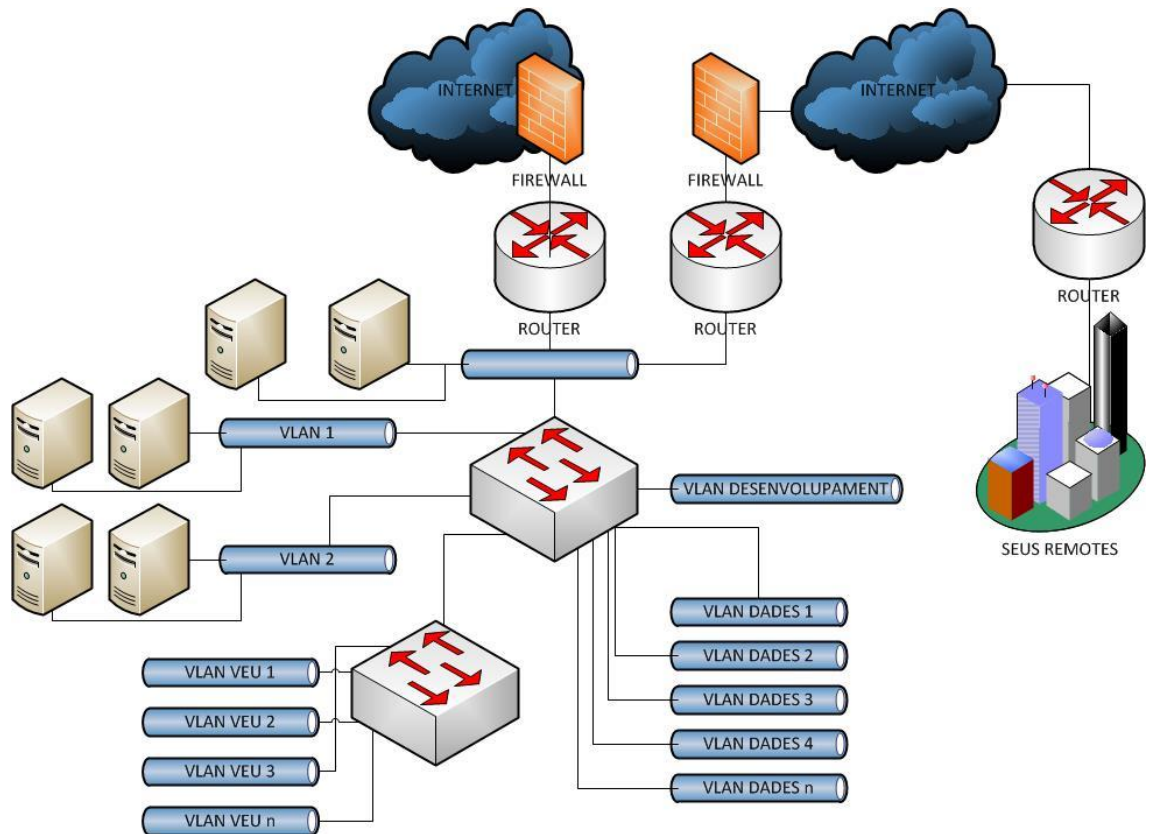 INTERNET
INTERNET
FIREWALL
FIREWALL
ROUTER
ROUTER
ROUTER
VLAN 1
VLAN DESENVOLUPAMENT
VLAN 2
SEUS REMOTES
VLAN DADES 1
VLAN DADES 2
VLAN DADES 3
VLAN DADES 4
VLAN DADES n
VLAN VEU 1
VLAN VEU 2
VLAN VEU 3
VLAN VEU n